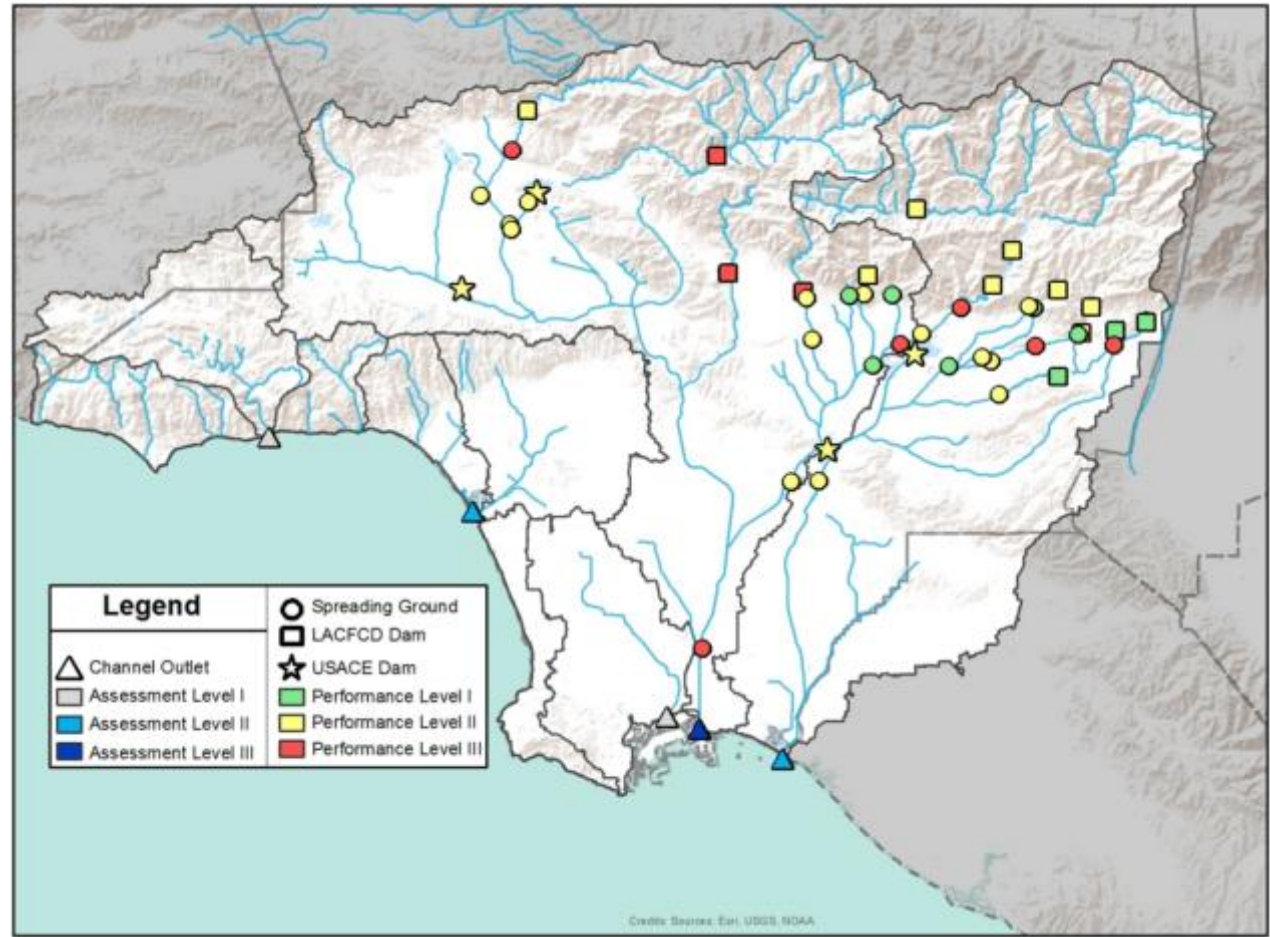 Legend
Channel Outlet
Assessment Level I
Assessment Level II
Assessment Level III
Spreading Ground
LACFCD Dam
USACE Dam
Performance Level I
Performance Level II
Performance Level III
Credits: Sources: Esri, USGS, NOAA